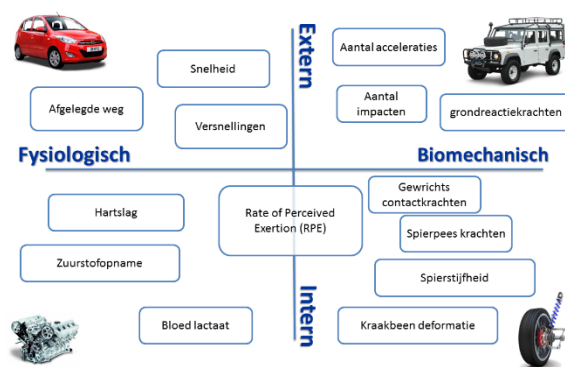 Extern
Aantal acceleraties
Snelheid
Afgelegde weg
Aantal
impacten
grondreactiekrachten
Versnellingen
Fysiologisch
Biomechanisch
Gewrichts
contactkrachten
Hartslag
Rate of Perceived
Exertion (RPE)
Spierpees krachten
Zuurstofopname
Spierstijfheid
Bloed lactaat
Intern
Kraakbeen deformatie